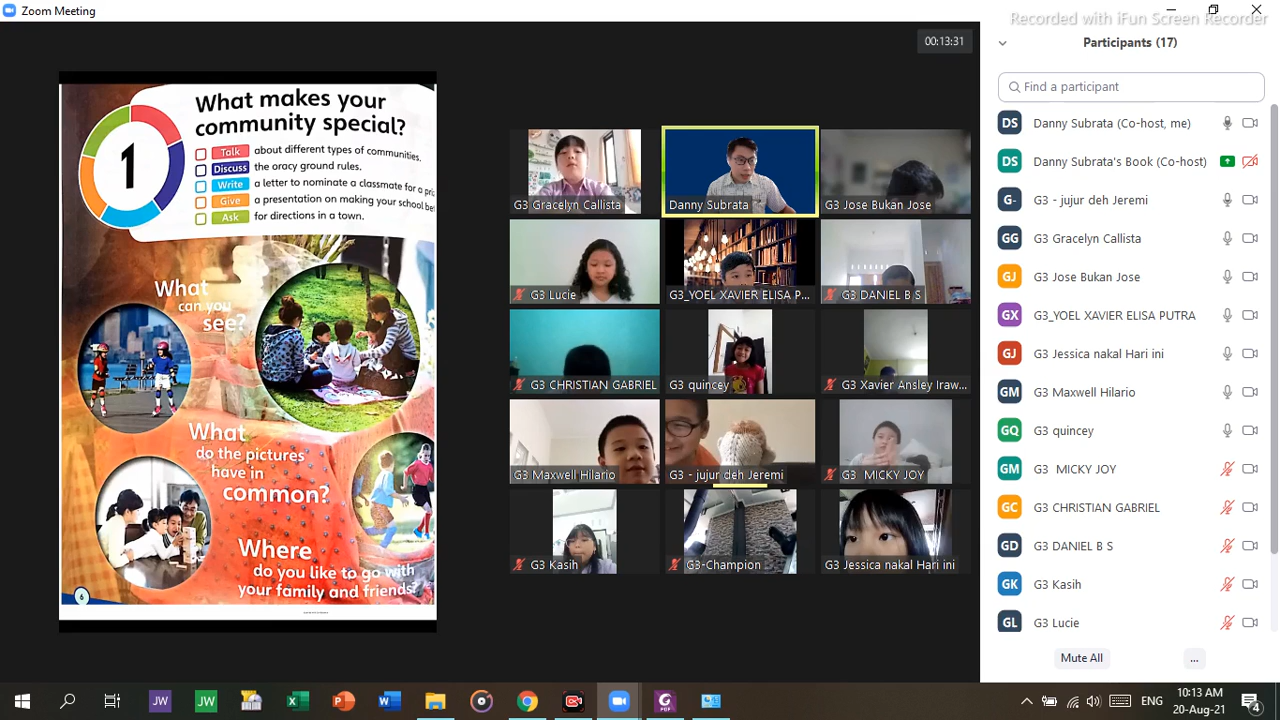 Zoom Meeting
Recorded with iFun Screen Recorder
00:13:31
1
What makes your
community special?
Talk about different types of communities.
Discuss the oracy ground rules.
Write a letter to nominate a classmate for a
Give a presentation on making your school
Ask for directions in a town.
What
can you
see?
What
do the pictures
have in
common?
Where
do you like to go with
your family and friends?
6
G3 Gracelyn Callista
Danny Subrata
G3 Jose Bukan Jose
G3 Lucie
G3_YOEL XAVIER ELISA P...
G3 DANIEL B S
G3 CHRISTIAN GABRIEL
G3 quincey
G3 Xavier Ansley Iraw...
G3 Maxwell Hilario
G3 - jujur deh Jeremi
G3 MICKY JOY
G3 Kasih
G3-Champion
G3 Jessica nakal Hari ini
Participants (17)
Find a participant
DS Danny Subrata (Co-host, me)
DS Danny Subrata's Book (Co-host)
G- G3 - jujur deh Jeremi
GG G3 Gracelyn Callista
GJ G3 Jose Bukan Jose
GX G3_YOEL XAVIER ELISA PUTRA
GJ G3 Jessica nakal Hari ini
GM G3 Maxwell Hilario
GQ G3 quincey
GM G3 MICKY JOY
GC G3 CHRISTIAN GABRIEL
GD G3 DANIEL B S
GK G3 Kasih
GL G3 Lucie
Mute All
...
JW
JW
ENG
10:13 AM
20-Aug-21
4